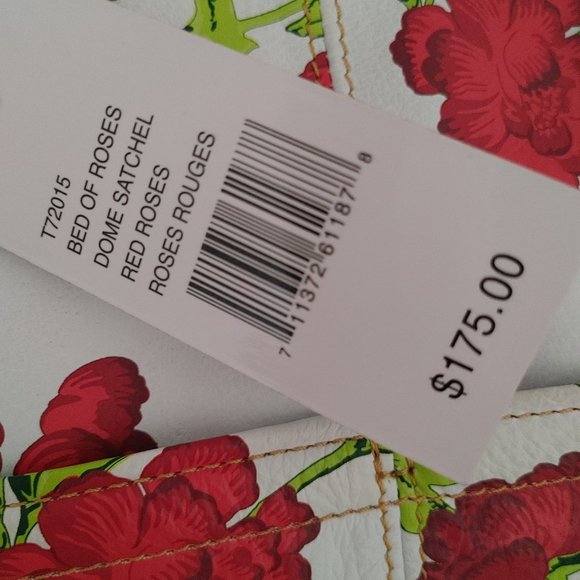 T72015
BED OF ROSES
DOME SATCHEL
RED ROSES
ROSES ROUGES
7 11372 61187 8
$175.00